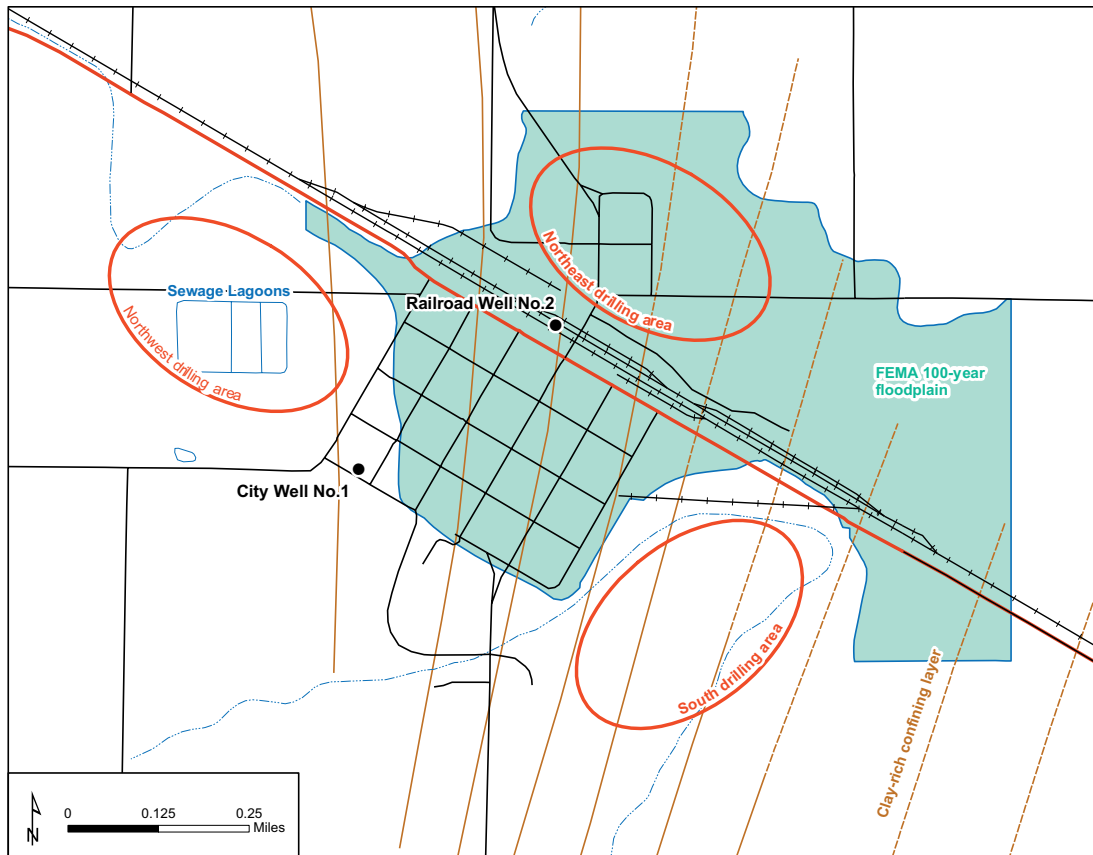 Northeast drilling area
Sewage Lagoons
Railroad Well No.2
Northwest drilling area
FEMA 100-year
floodplain
City Well No.1
South drilling area
Clay-rich confining layer
N
0 0.125 0.25
Miles